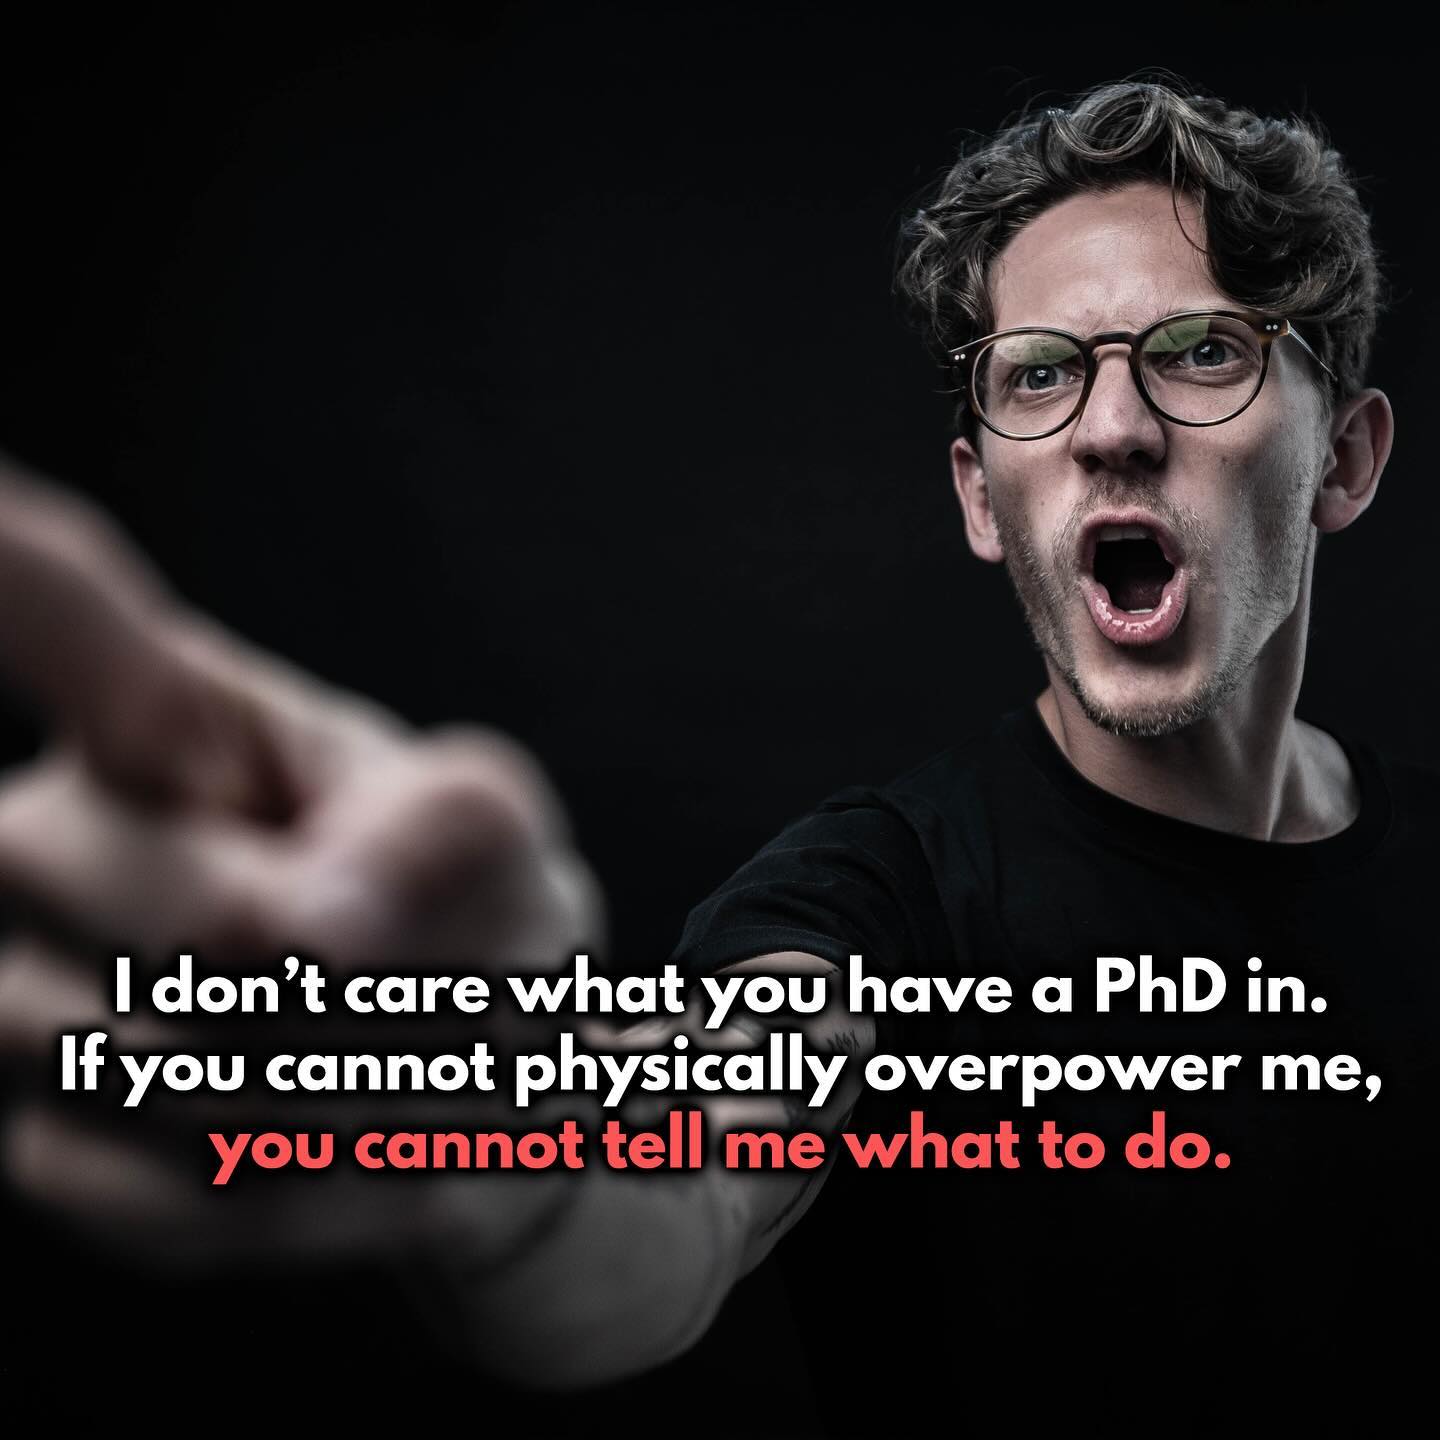 I don’t care what you have a PhD in.
If you cannot physically overpower me,
you cannot tell me what to do.